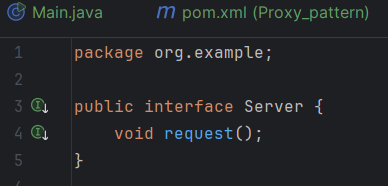 Main.java pom.xml (Proxy_pattern)
1 package org.example;
2
3 public interface Server {
4     void request();
5 }